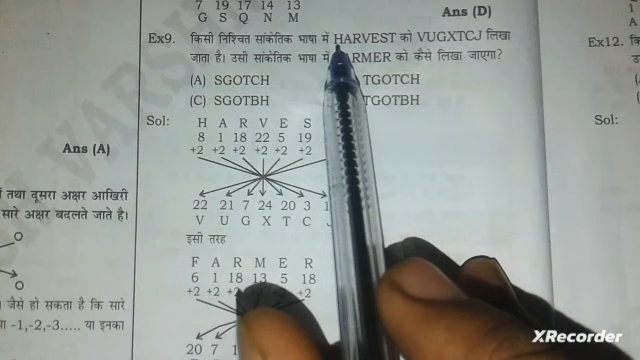 7 19 17 14 13
G S Q N M
Ans (D)
Ex9. किसी निश्चित सांकेतिक भाषा में HARVEST को VUGXTCJ लिखा
जाता है। उसी सांकेतिक भाषा में ARMER को कैसे लिखा जाएगा?
(A) SGOTCH TGOTCH
(C) SGOTBH TGOTBH
Sol: H A R V E S
8 1 18 22 5 19
+2 +2 +2 +2 +2 +2
22 21 7 24 20 3
V U G X T C
इसी तरह
F A R M E R
6 1 18 13 5 18
+2 +2 +2
20 7
Ans (A)
तथा दूसरा अक्षर आखिरी
सारे अक्षर बदलते जाते है।
जैसे हो सकता है कि सारे
-1,-2,-3..... या इनका
Ex12.
Sol:
XRecorder